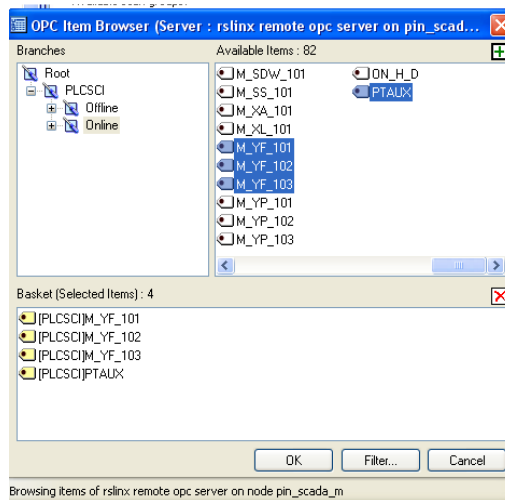 OPC Item Browser (Server : rslinx remote opc server on pin_scad...
Branches
Available Items : 82
Root
PLCSCI
Offline
Online
M_SDW_101
M_SS_101
M_XA_101
M_XL_101
M_YF_101
M_YF_102
M_YF_103
M_YP_101
M_YP_102
M_YP_103
ON_H_D
PTAUX
Basket (Selected Items) : 4
[PLCSCI]M_YF_101
[PLCSCI]M_YF_102
[PLCSCI]M_YF_103
[PLCSCI]PTAUX
OK
Filter...
Cancel
Browsing items of rslinx remote opc server on node pin_scada_m